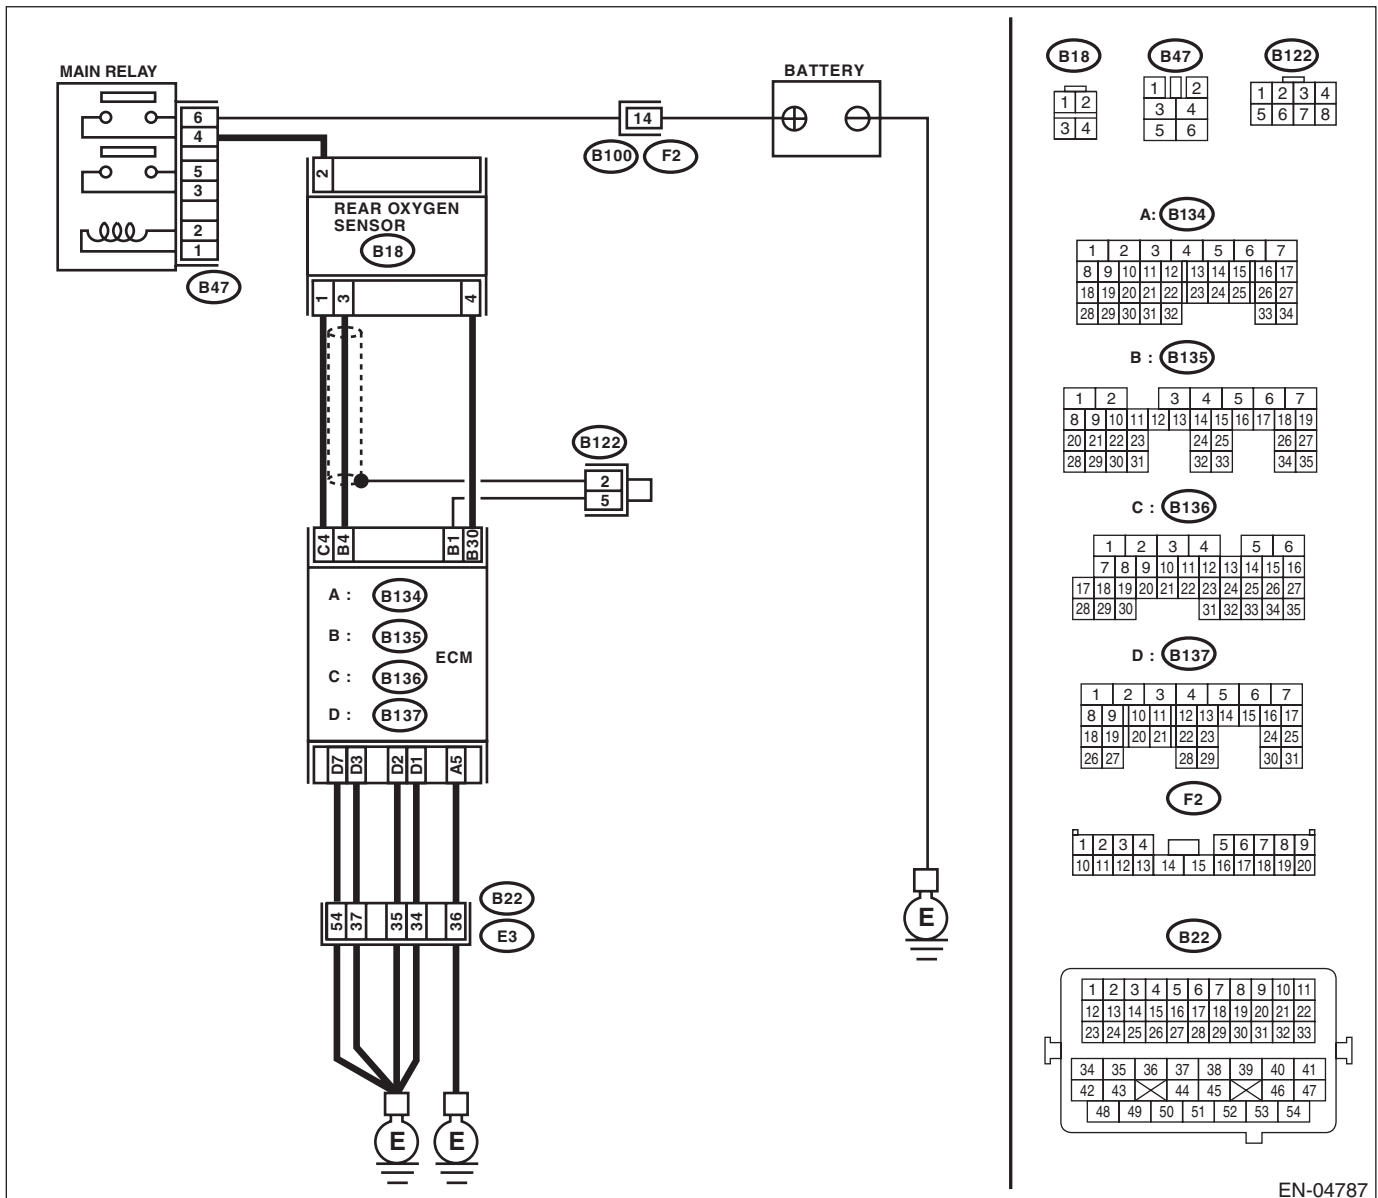 MAIN RELAY
6
4
5
3
2
1
B47
14
B100 F2
BATTERY
2
REAR OXYGEN
SENSOR
B18
1 3 4
B122
2
5
C4 B4 B1 B30
A : B134
B : B135
ECM
C : B136
D : B137
D7 D3 D2 D1 A5
54 37 35 34 36
B22
E3
E E
E
B18 B47 B122
1 2
3 4
1 2
3 4
5 6
1 2 3 4
5 6 7 8
A: B134
1 2 3 4 5 6 7
8 9 10 11 12 13 14 15 16 17
18 19 20 21 22 23 24 25 26 27
28 29 30 31 32 33 34
B : B135
1 2 3 4 5 6 7
8 9 10 11 12 13 14 15 16 17 18 19
20 21 22 23 24 25 26 27
28 29 30 31 32 33 34 35
C : B136
1 2 3 4 5 6
7 8 9 10 11 12 13 14 15 16
17 18 19 20 21 22 23 24 25 26 27
28 29 30 31 32 33 34 35
D : B137
1 2 3 4 5 6 7
8 9 10 11 12 13 14 15 16 17
18 19 20 21 22 23 24 25
26 27 28 29 30 31
F2
1 2 3 4 5 6 7 8 9
10 11 12 13 14 15 16 17 18 19 20
B22
1 2 3 4 5 6 7 8 9 10 11
12 13 14 15 16 17 18 19 20 21 22
23 24 25 26 27 28 29 30 31 32 33
34 35 36 37 38 39 40 41
42 43 44 45 46 47
48 49 50 51 52 53 54
EN-04787